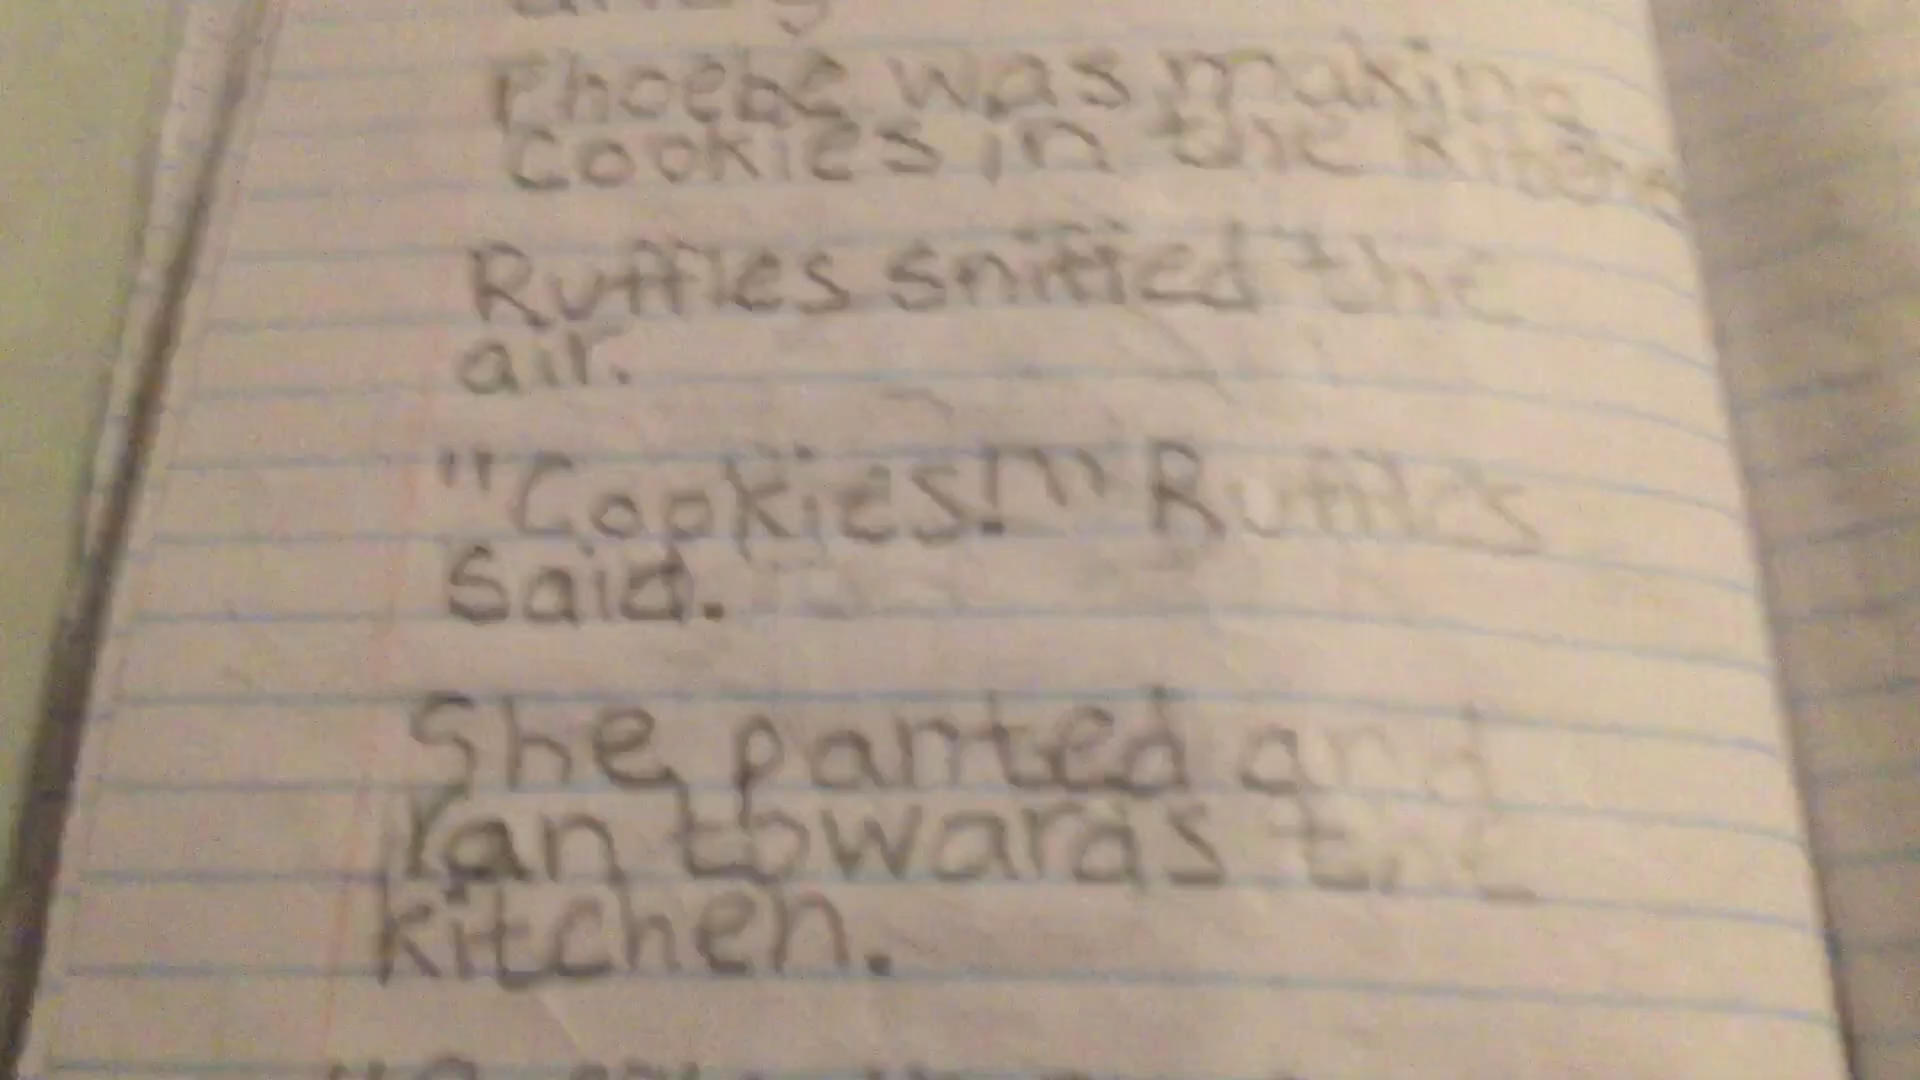 Phoebe was making
Cookies in the
Ruffles sniffed the
air.
"Cookies!" Ruffles
Said.
She panted and
ran towards the
kitchen.